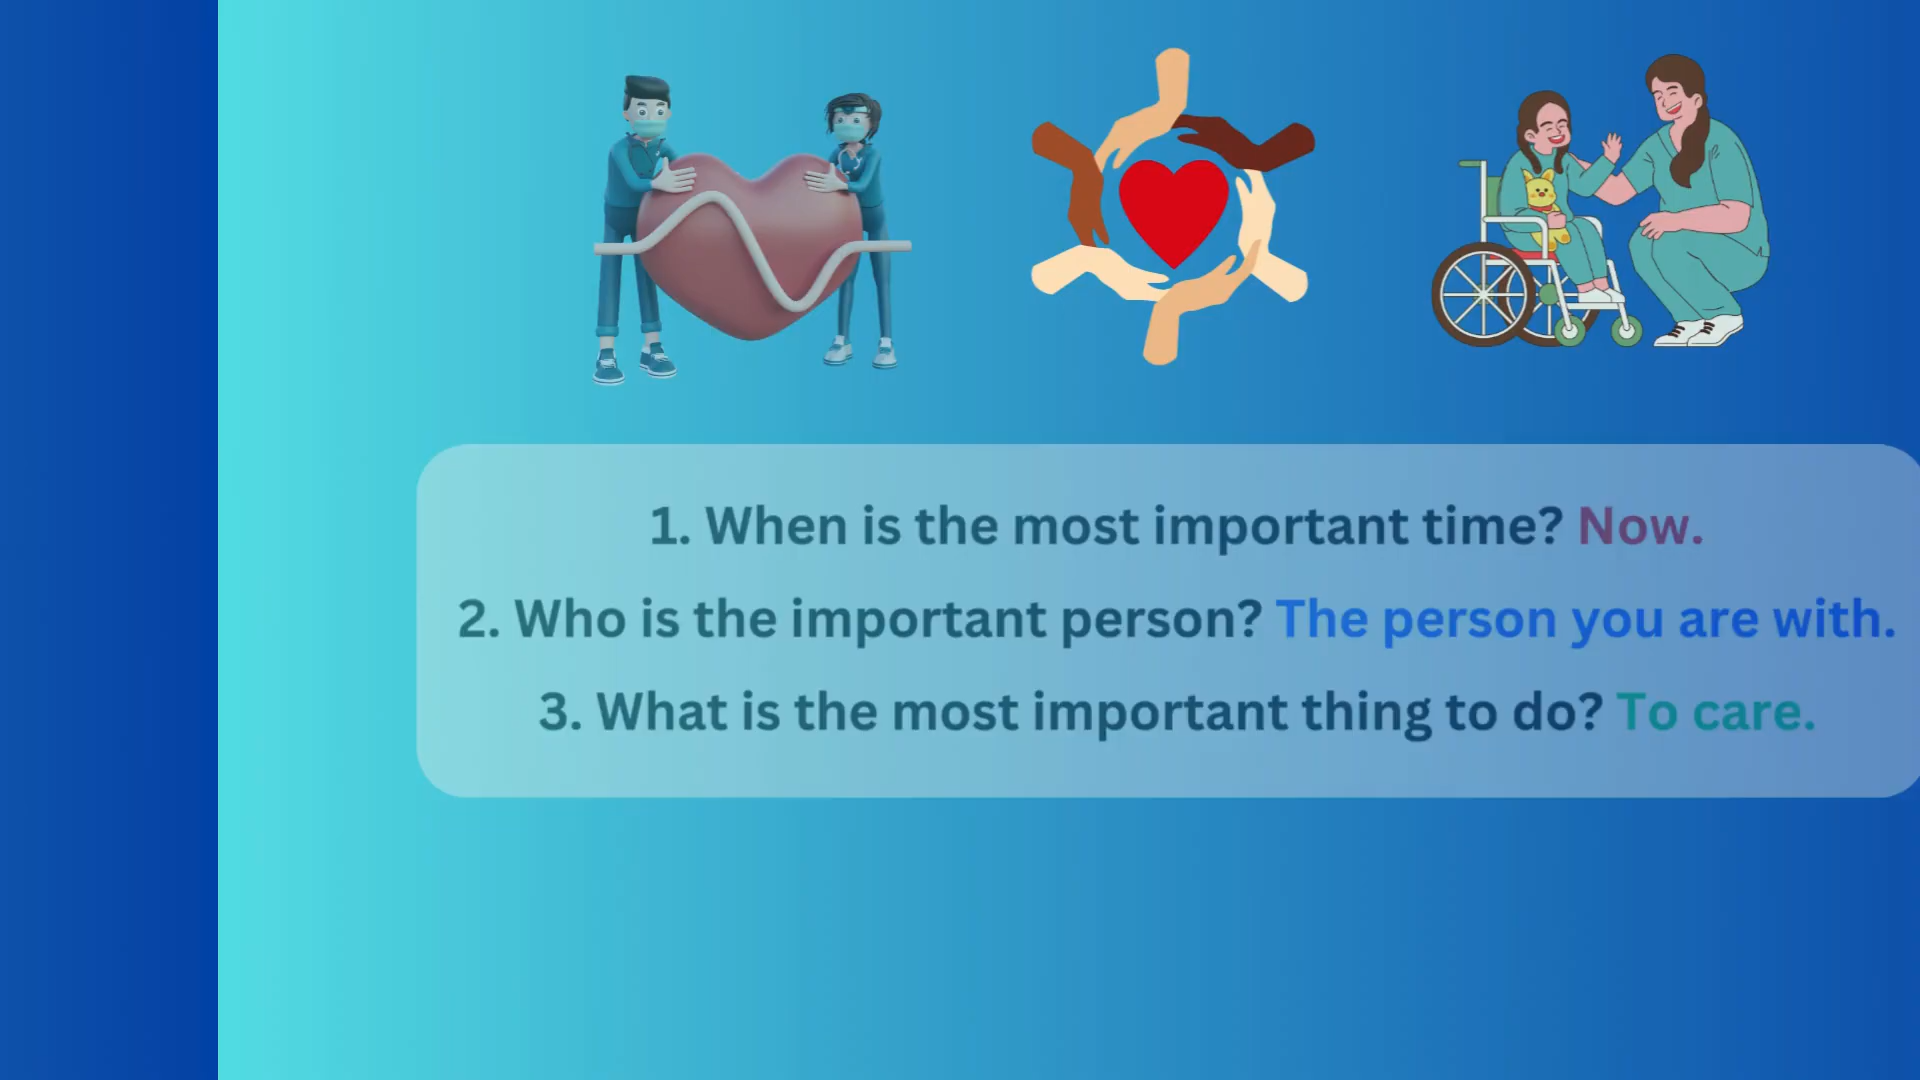 1. When is the most important time? Now.
2. Who is the important person? The person you are with.
3. What is the most important thing to do? To care.